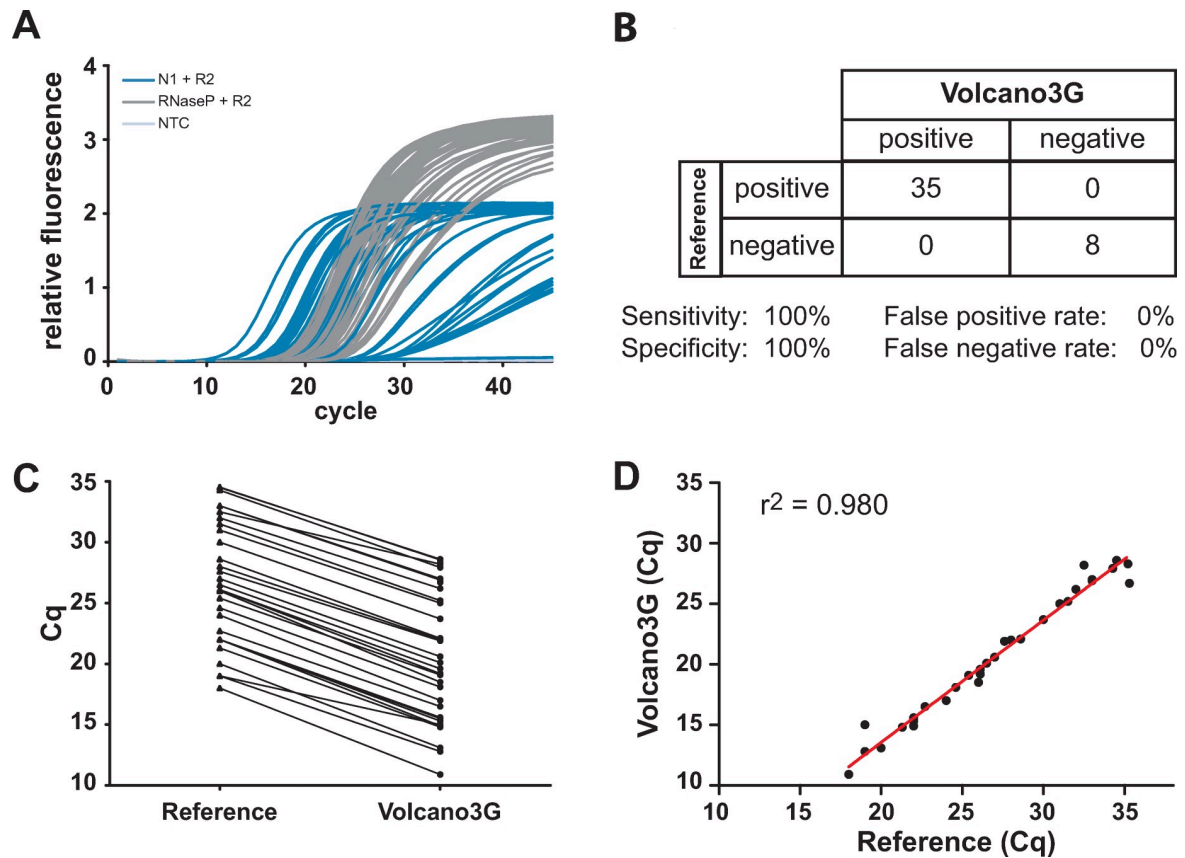 A
relative fluorescence
4
3
2
1
0
N1 + R2
RNaseP + R2
NTC
0
10
20
30
40
cycle
B
Volcano3G
positive
negative
Reference
positive
35
0
negative
0
8
Sensitivity: 100%
False positive rate: 0%
Specificity: 100%
False negative rate: 0%
C
Cq
35
30
25
20
15
10
Reference
Volcano3G
D
r2 = 0.980
Volcano3G (Cq)
35
30
25
20
15
10
10
15
20
25
30
35
Reference (Cq)